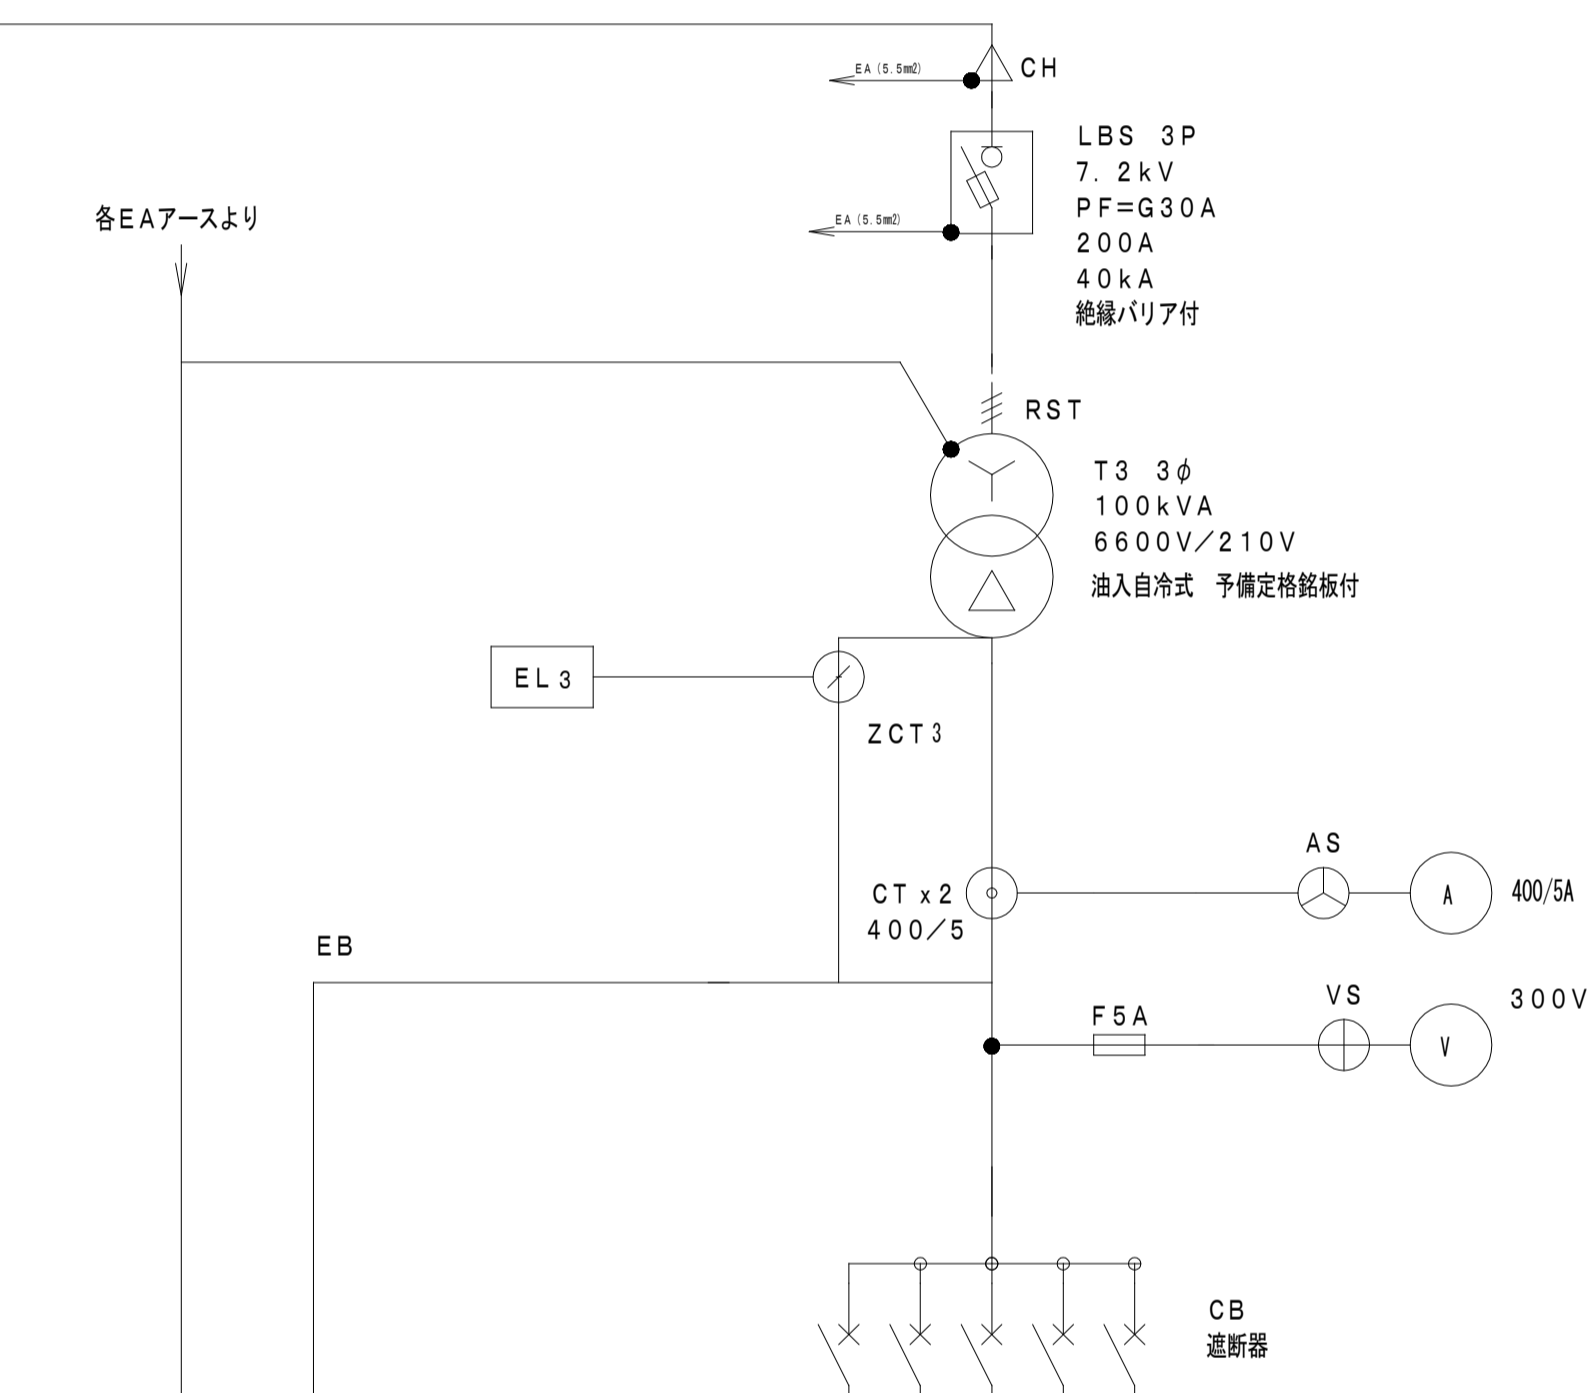 EA(5.5㎜2)
CH
LBS 3P
7.2kV
PF=G30A
200A
40kA
絶縁バリア付
EA(5.5㎜2)
各EAアースより
RST
T3 3φ
100kVA
6600V/210V
油入自冷式 予備定格銘板付
EL3
ZCT3
AS
CTx2
400/5
A
400/5A
EB
VS
300V
F5A
V
CB
遮断器